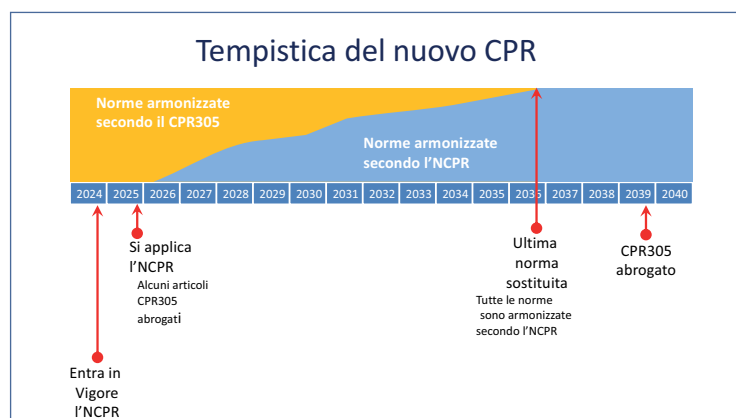 Tempistica del nuovo CPR
Norme armonizzate
secondo il CPR305
Norme armonizzate
secondo l'NCPR
2024 2025 2026 2027 2028 2029 2030 2031 2032 2033 2034 2035 2036 2037 2038 2039 2040
Si applica
l'NCPR
Alcuni articoli
CPR305
abrogati
Ultima
norma
sostituita
Tutte le norme
sono armonizzate
secondo l'NCPR
CPR305
abrogato
Entra in
Vigore
l'NCPR